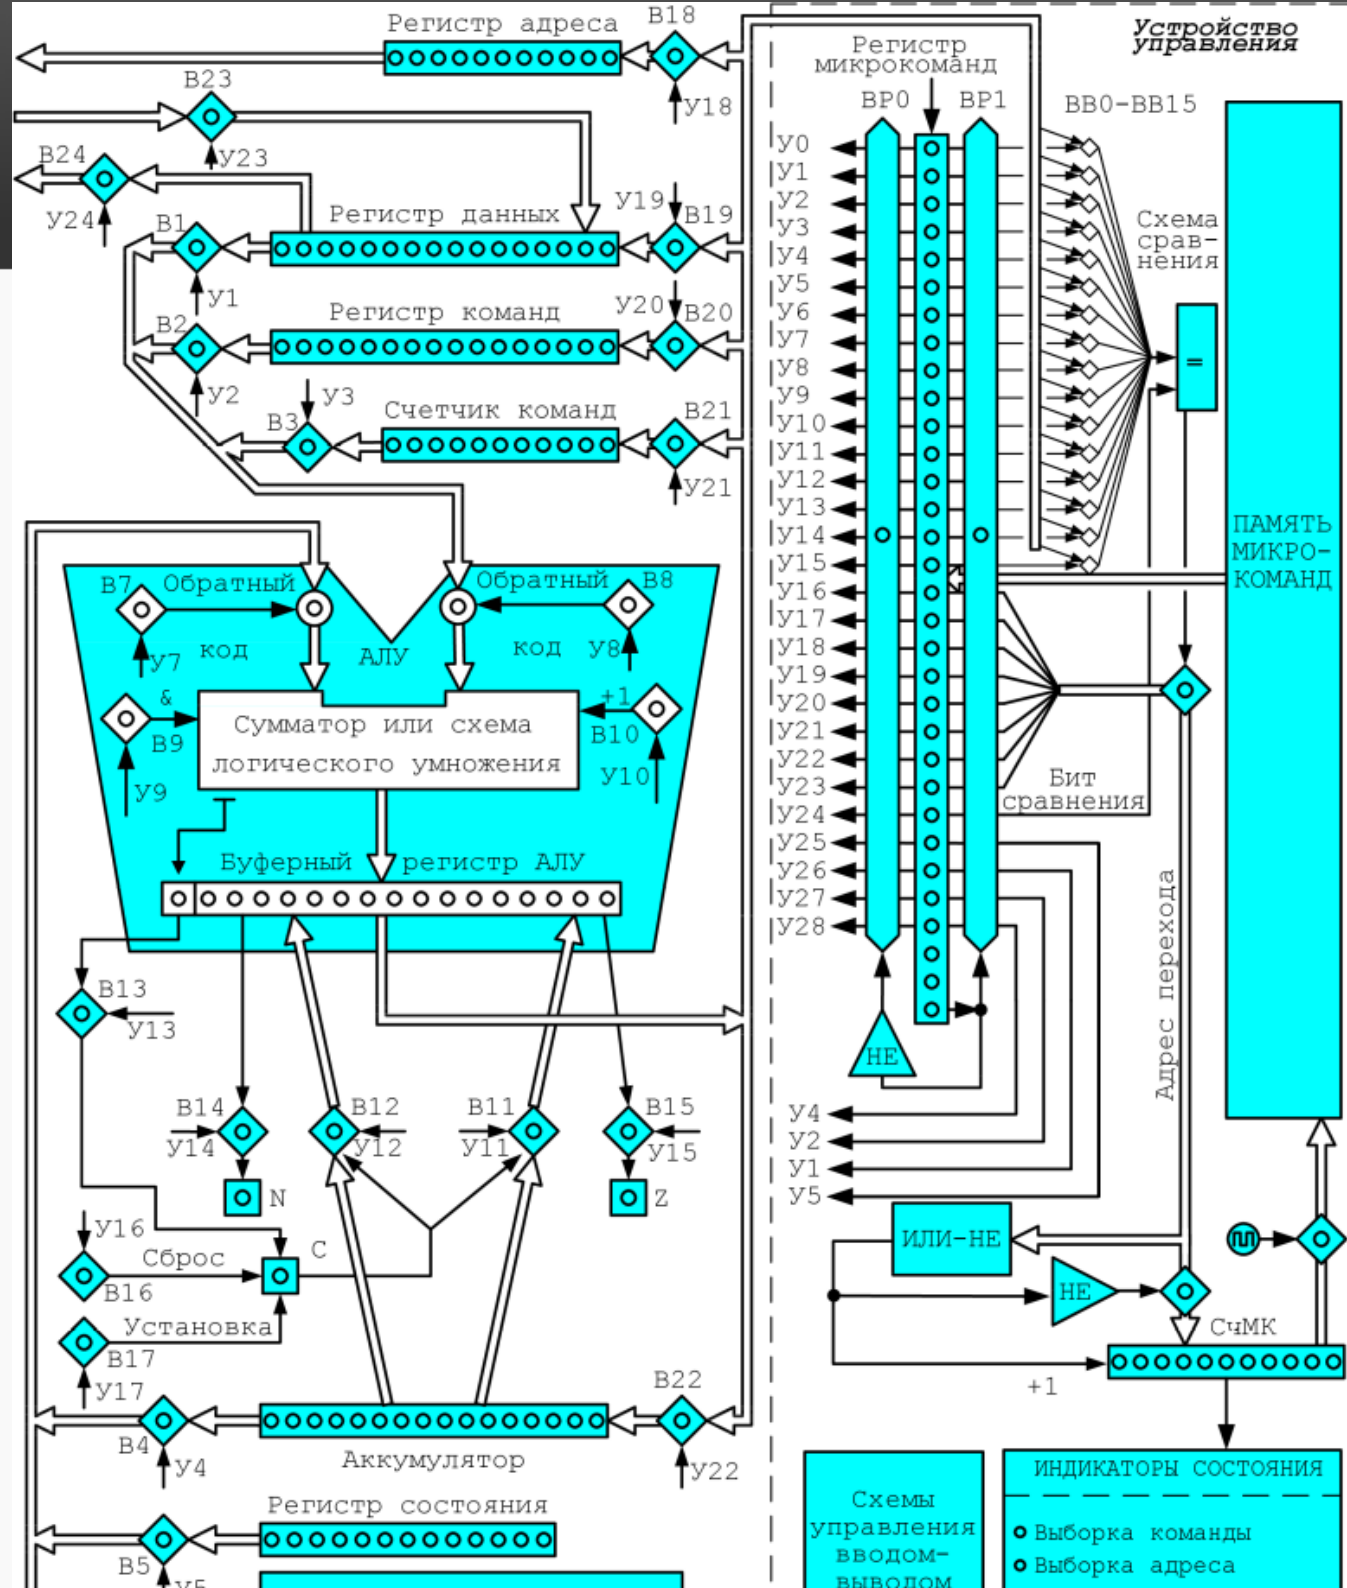 Регистр адреса
В18
У18
В23
У23
В24
У24
Регистр данных
В1
У1
У19
В19
Регистр команд
В2
У2
У20
В20
Счетчик команд
У3
В3
В21
У21
В7
Обратный
код
У7
АЛУ
Обратный
код
В8
У8
&
В9
У9
+1
В10
У10
Сумматор или схема
логического умножения
Буферный регистр АЛУ
В13
У13
В14
У14
N
В12
У12
В11
У11
В15
У15
Z
У16
Сброс
В16
С
Установка
В17
У17
В4
У4
Аккумулятор
В22
У22
Регистр состояния
В5
У5
Устройство
управления
Регистр
микрокоманд
ВР0
ВР1
ВВ0-ВВ15
У0
У1
У2
У3
У4
У5
У6
У7
У8
У9
У10
У11
У12
У13
У14
У15
У16
У17
У18
У19
У20
У21
У22
У23
У24
У25
У26
У27
У28
Схема
срав-
нения
=
ПАМЯТЬ
МИКРО-
КОМАНД
Бит
сравнения
Адрес перехода
НЕ
У4
У2
У1
У5
ИЛИ-НЕ
НЕ
СчМК
+1
Схемы
управления
вводом-
выводом
ИНДИКАТОРЫ СОСТОЯНИЯ
Выборка команды
Выборка адреса